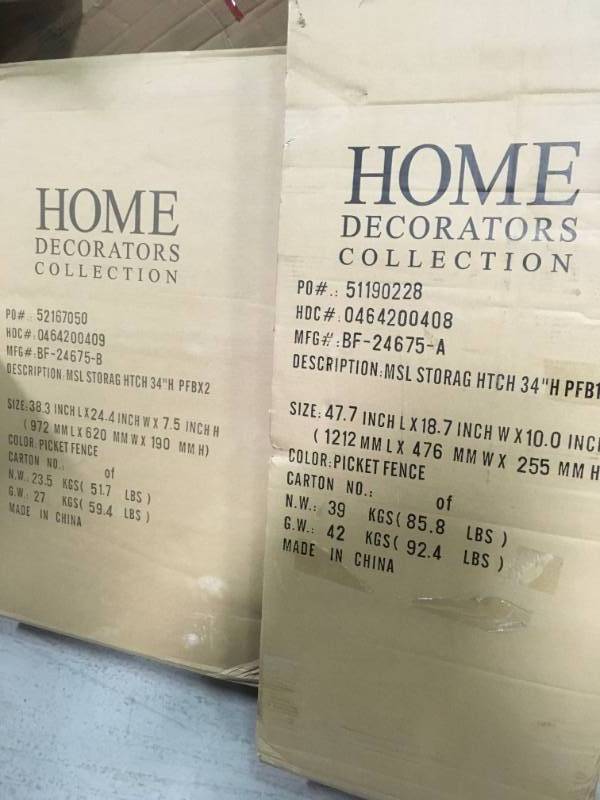 HOME
DECORATORS
COLLECTION
PO#.: 52167050
HDC#.:0464200409
MFG#.:BF-24675-B
DESCRIPTION:MSL STORAG HTCH 34"H PFBX2
SIZE:38.3 INCH L X 24.4 INCH W X 7.5 INCH H
(972 MM L X 620 MM W X 190 MM H)
COLOR:PICKET FENCE
CARTON NO.: of
N.W.:23.5 KGS( 51.7 LBS )
G.W.: 27 KGS( 59.4 LBS )
MADE IN CHINA
HOME
DECORATORS
COLLECTION
PO#.: 51190228
HDC#.:0464200408
MFG#.:BF-24675-A
DESCRIPTION:MSL STORAG HTCH 34"H PFB1
SIZE: 47.7 INCH L X 18.7 INCH W X 10.0 INC
( 1212 MM L X 476 MM W X 255 MM H
COLOR:PICKET FENCE
CARTON NO.: of
N.W.: 39 KGS( 85.8 LBS )
G.W.: 42 KGS( 92.4 LBS )
MADE IN CHINA